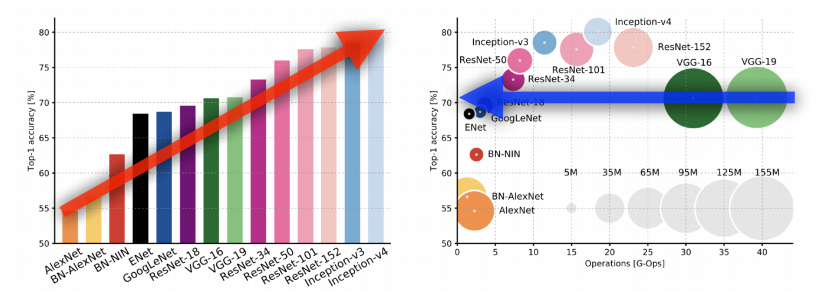 80
75
70
65
60
55
50
Top-1 accuracy [%]
AlexNet
BN-AlexNet
BN-NIN
ENet
GoogLeNet
ResNet-18
VGG-16
VGG-19
ResNet-34
ResNet-50
ResNet-101
ResNet-152
Inception-v3
Inception-v4
80
75
70
65
60
55
50
Top-1 accuracy [%]
Inception-v4
Inception-v3
ResNet-152
ResNet-50
ResNet-101
VGG-16
VGG-19
ResNet-34
ResNet-18
GoogLeNet
ENet
BN-NIN
5M
35M
65M
95M
125M
155M
BN-AlexNet
AlexNet
0
5
10
15
20
25
30
35
40
Operations [G-Ops]